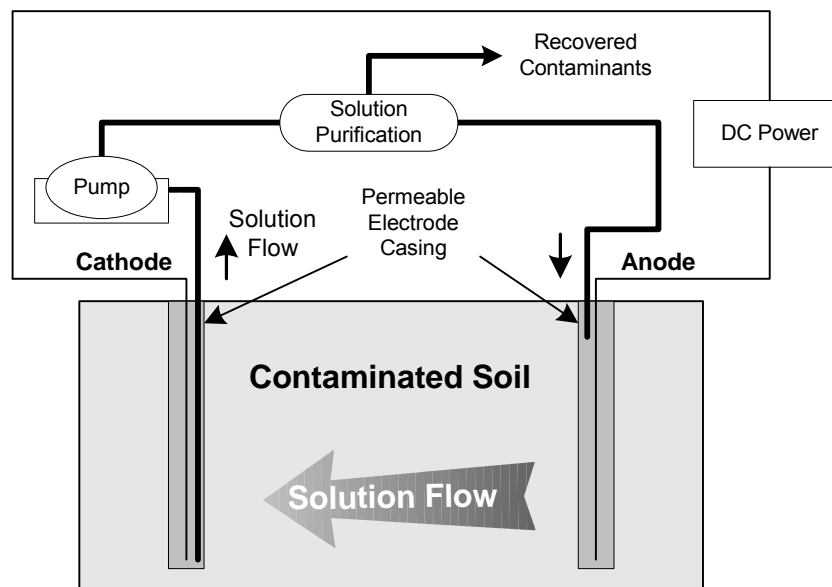 Recovered
Contaminants
Solution
Purification
DC Power
Pump
Permeable
Electrode
Casing
Solution
Flow
Cathode
Anode
Contaminated Soil
Solution Flow